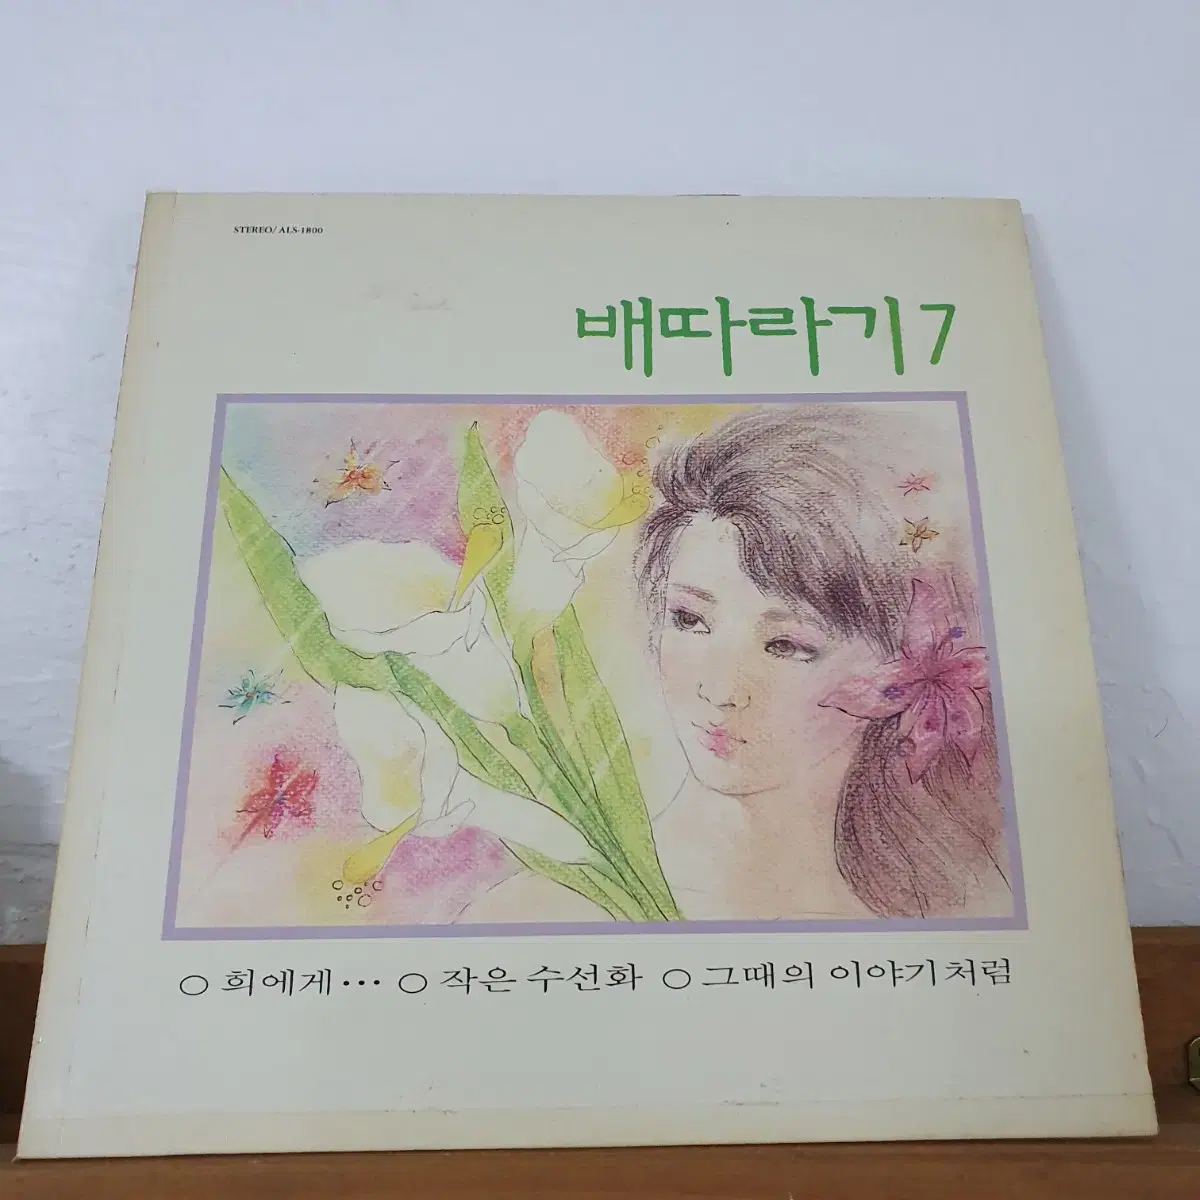 STEREO/ALS-1800
배따라기 7
○ 희에게··· ○ 작은 수선화 ○ 그때의 이야기처럼